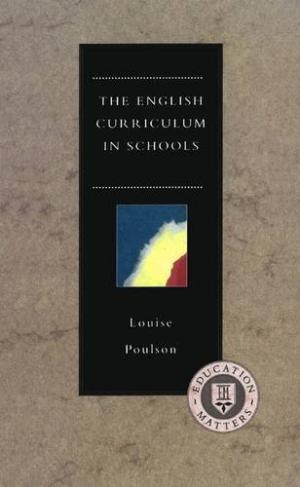 THE ENGLISH
CURRICULUM
IN SCHOOLS
Louise
Poulson
EDUCATION
MATTERS